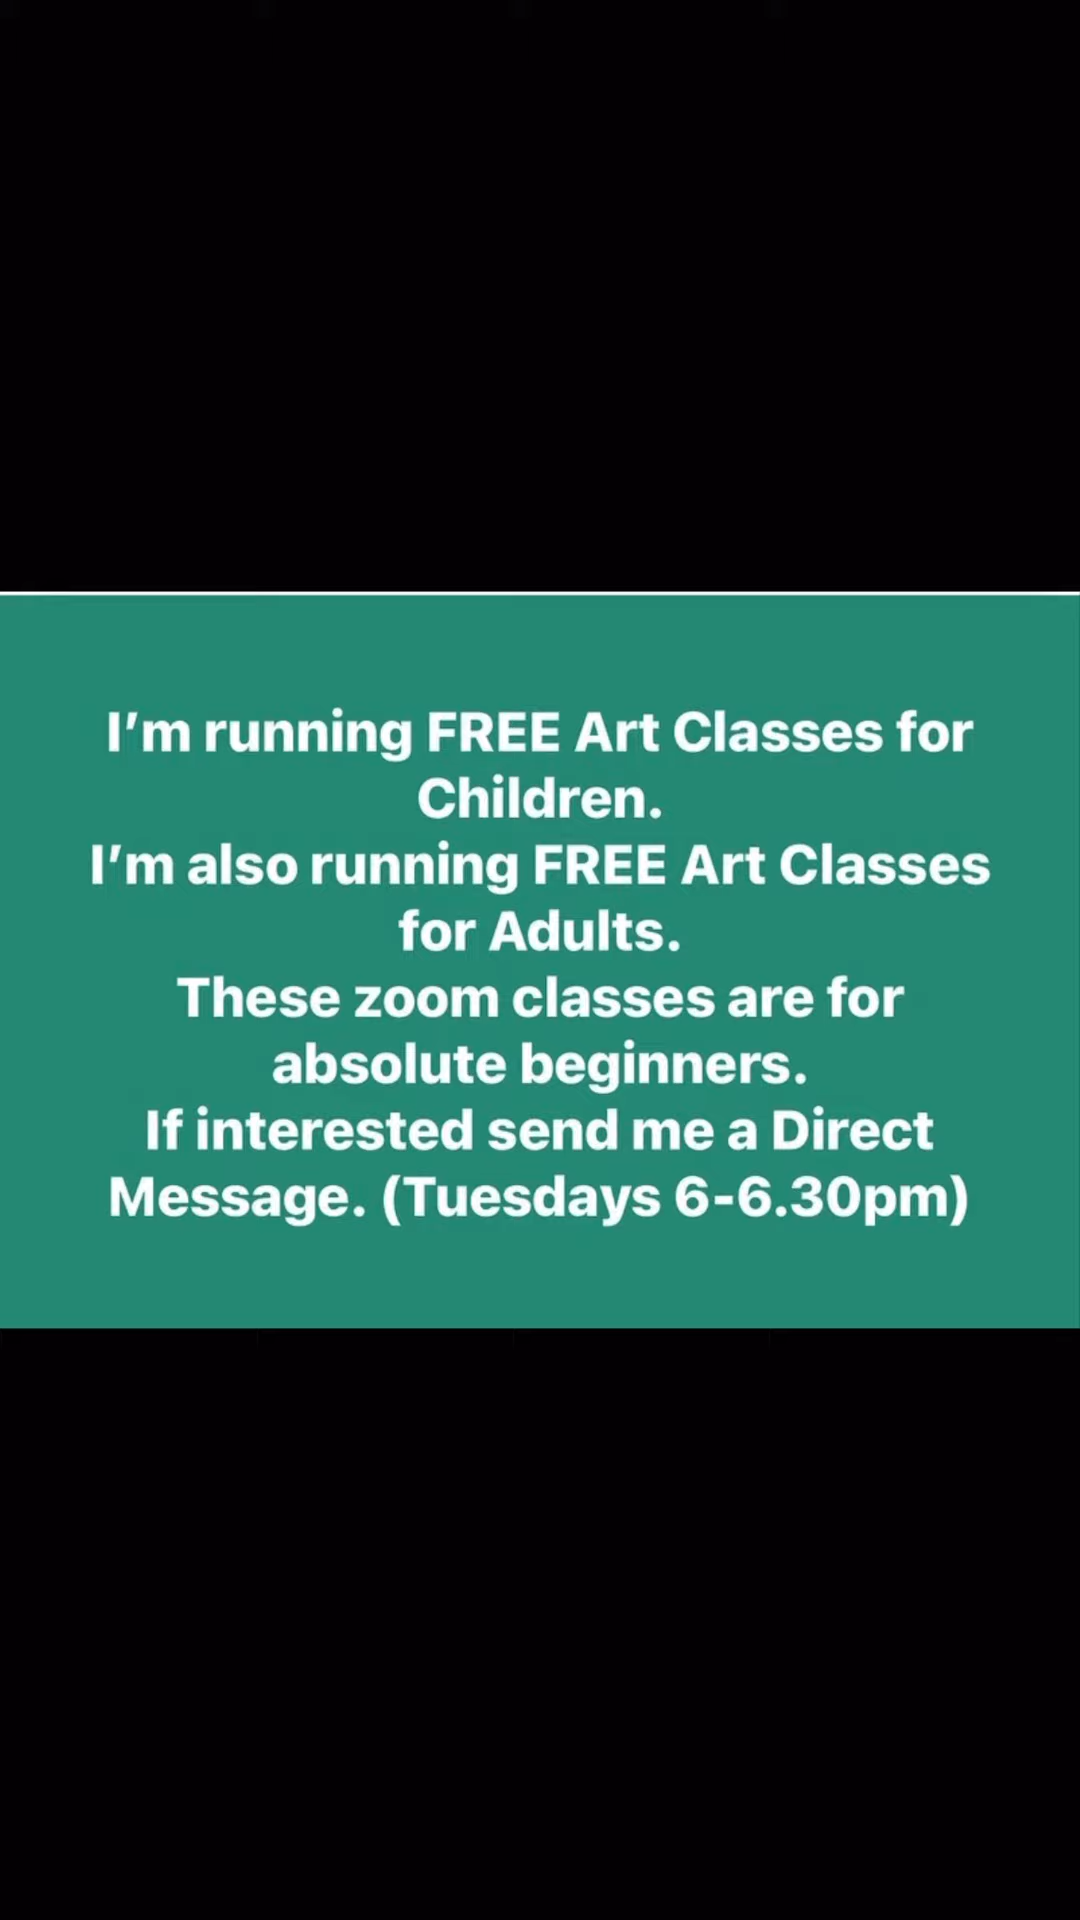 I’m running FREE Art Classes for
Children.
I’m also running FREE Art Classes
for Adults.
These zoom classes are for
absolute beginners.
If interested send me a Direct
Message. (Tuesdays 6-6.30pm)